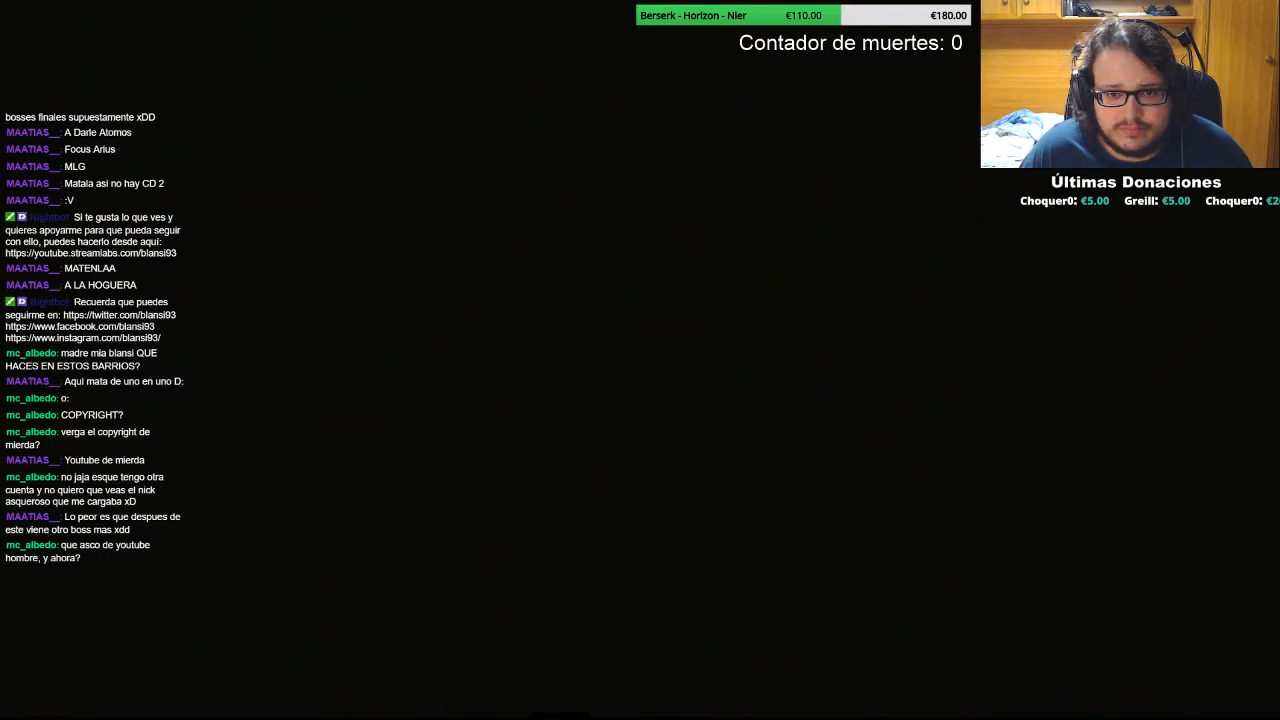 Berserk - Horizon - Nier €110.00 €180.00
Contador de muertes: 0
bosses finales supuestamente xDD
MAATIAS__: A Darle Atomos
MAATIAS__: Focus Arius
MAATIAS__: MLG
MAATIAS__: Matala asi no hay CD 2
MAATIAS__: :V
Nightbot: Si te gusta lo que ves y
quieres apoyarme para que pueda seguir
con ello, puedes hacerlo desde aquí:
https://youtube.streamlabs.com/blansi93
MAATIAS__: MATENLAA
MAATIAS__: A LA HOGUERA
Nightbot: Recuerda que puedes
seguirme en: https://twitter.com/blansi93
https://www.facebook.com/blansi93
https://www.instagram.com/blansi93/
mc_albedo: madre mia blansi QUE
HACES EN ESTOS BARRIOS?
MAATIAS__: Aqui mata de uno en uno D:
mc_albedo: o:
mc_albedo: COPYRIGHT?
mc_albedo: verga el copyright de
mierda?
MAATIAS__: Youtube de mierda
mc_albedo: no jaja esque tengo otra
cuenta y no quiero que veas el nick
asqueroso que me cargaba xD
MAATIAS__: Lo peor es que despues de
este viene otro boss mas xdd
mc_albedo: que asco de youtube
hombre, y ahora?
Últimas Donaciones
Choquer0: €5.00 Greill: €5.00 Choquer0: €2